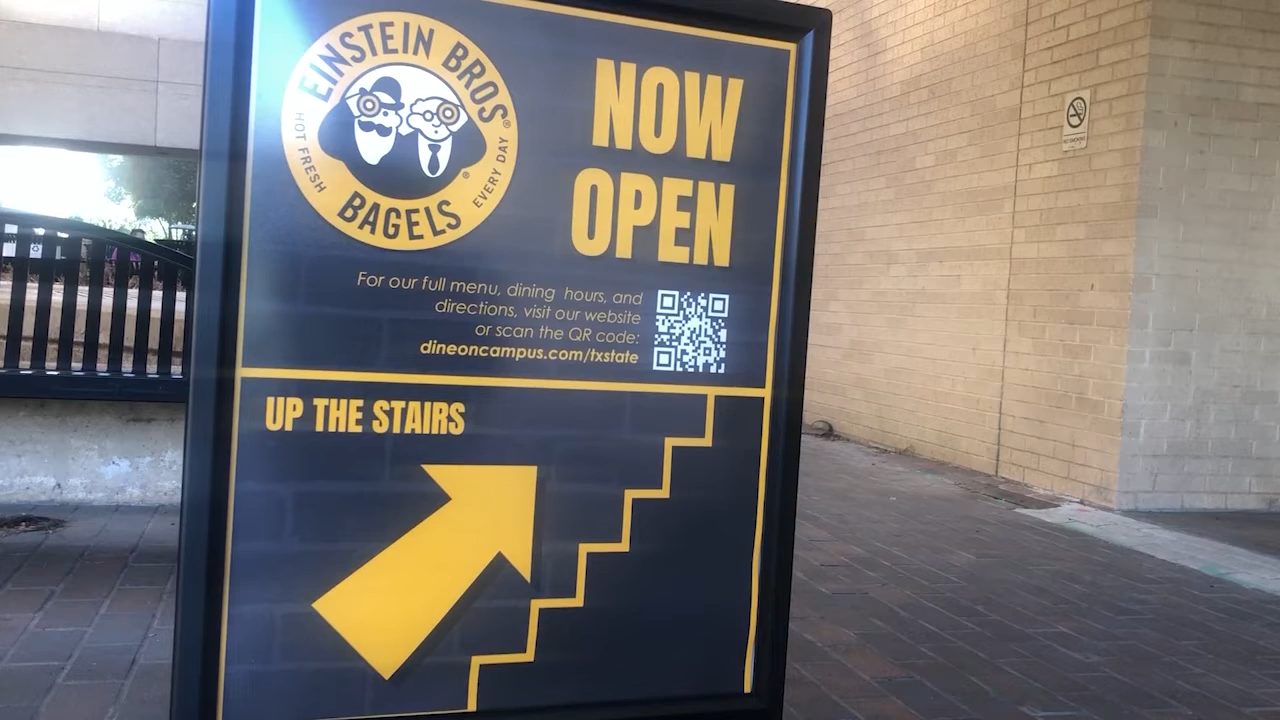 EINSTEIN BROS®
HOT FRESH
EVERY DAY
BAGELS
®
NOW
OPEN
For our full menu, dining hours, and
directions, visit our website
or scan the QR code:
dineoncampus.com/txstate
UP THE STAIRS